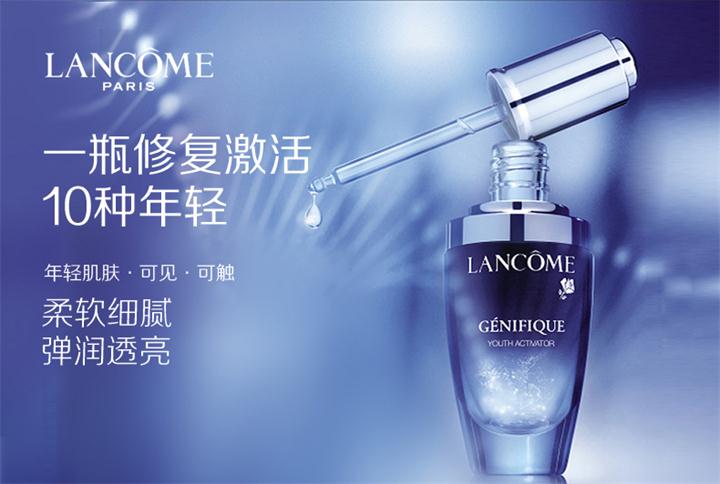 LANCÔME
PARIS
一瓶修复激活
10种年轻
年轻肌肤·可见·可触
柔软细腻
弹润透亮
LANCÔME
GÉNIFIQUE
YOUTH ACTIVATOR